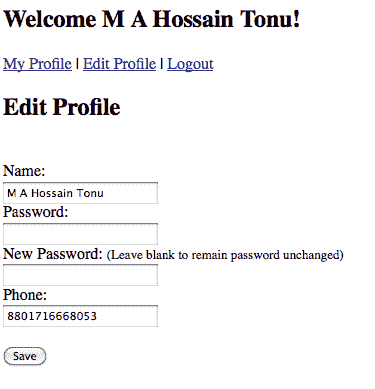 Welcome M A Hossain Tonu!
My Profile | Edit Profile | Logout
Edit Profile
Name:
M A Hossain Tonu
Password:
New Password: (Leave blank to remain password unchanged)
Phone:
8801716668053
Save